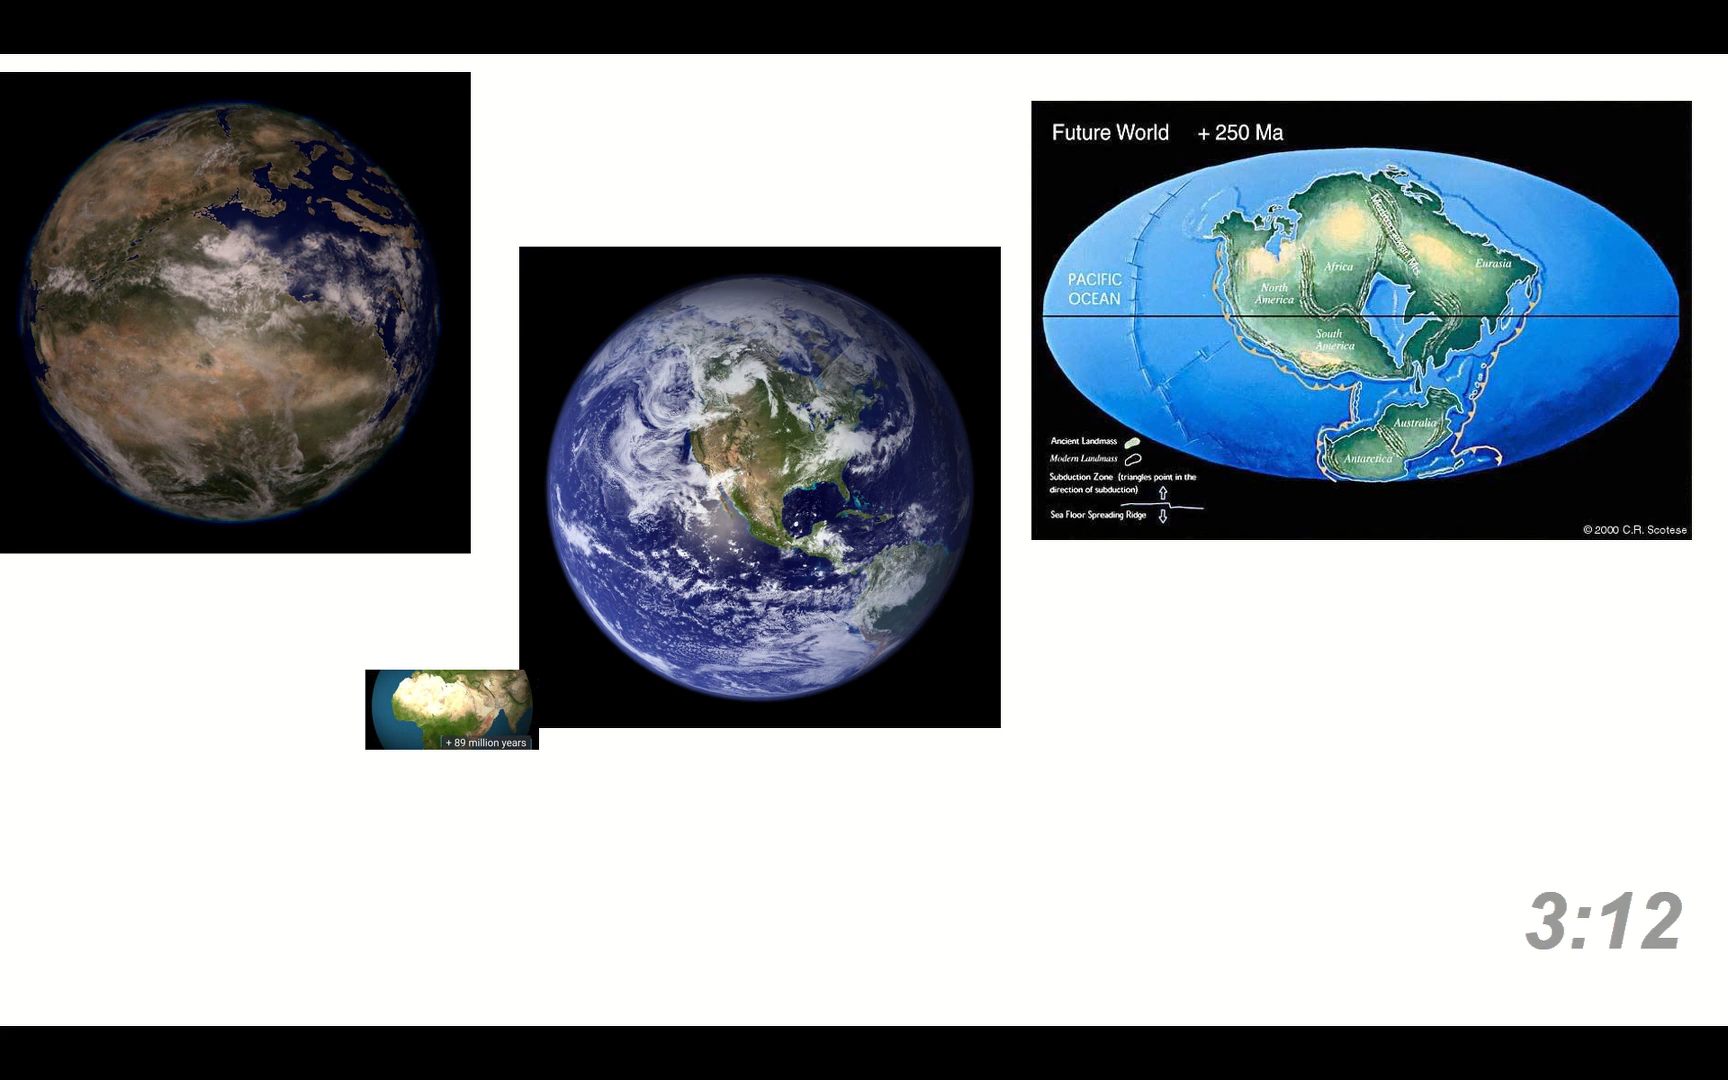 Future World + 250 Ma
PACIFIC
OCEAN
North
America
Africa
Eurasia
South
America
Australia
Antarctica
Ancient Landmass
Modern Landmass
Subduction Zone (triangles point in the
direction of subduction)
Sea Floor Spreading Ridge
© 2000 C.R. Scotese
+ 89 million years
3:12